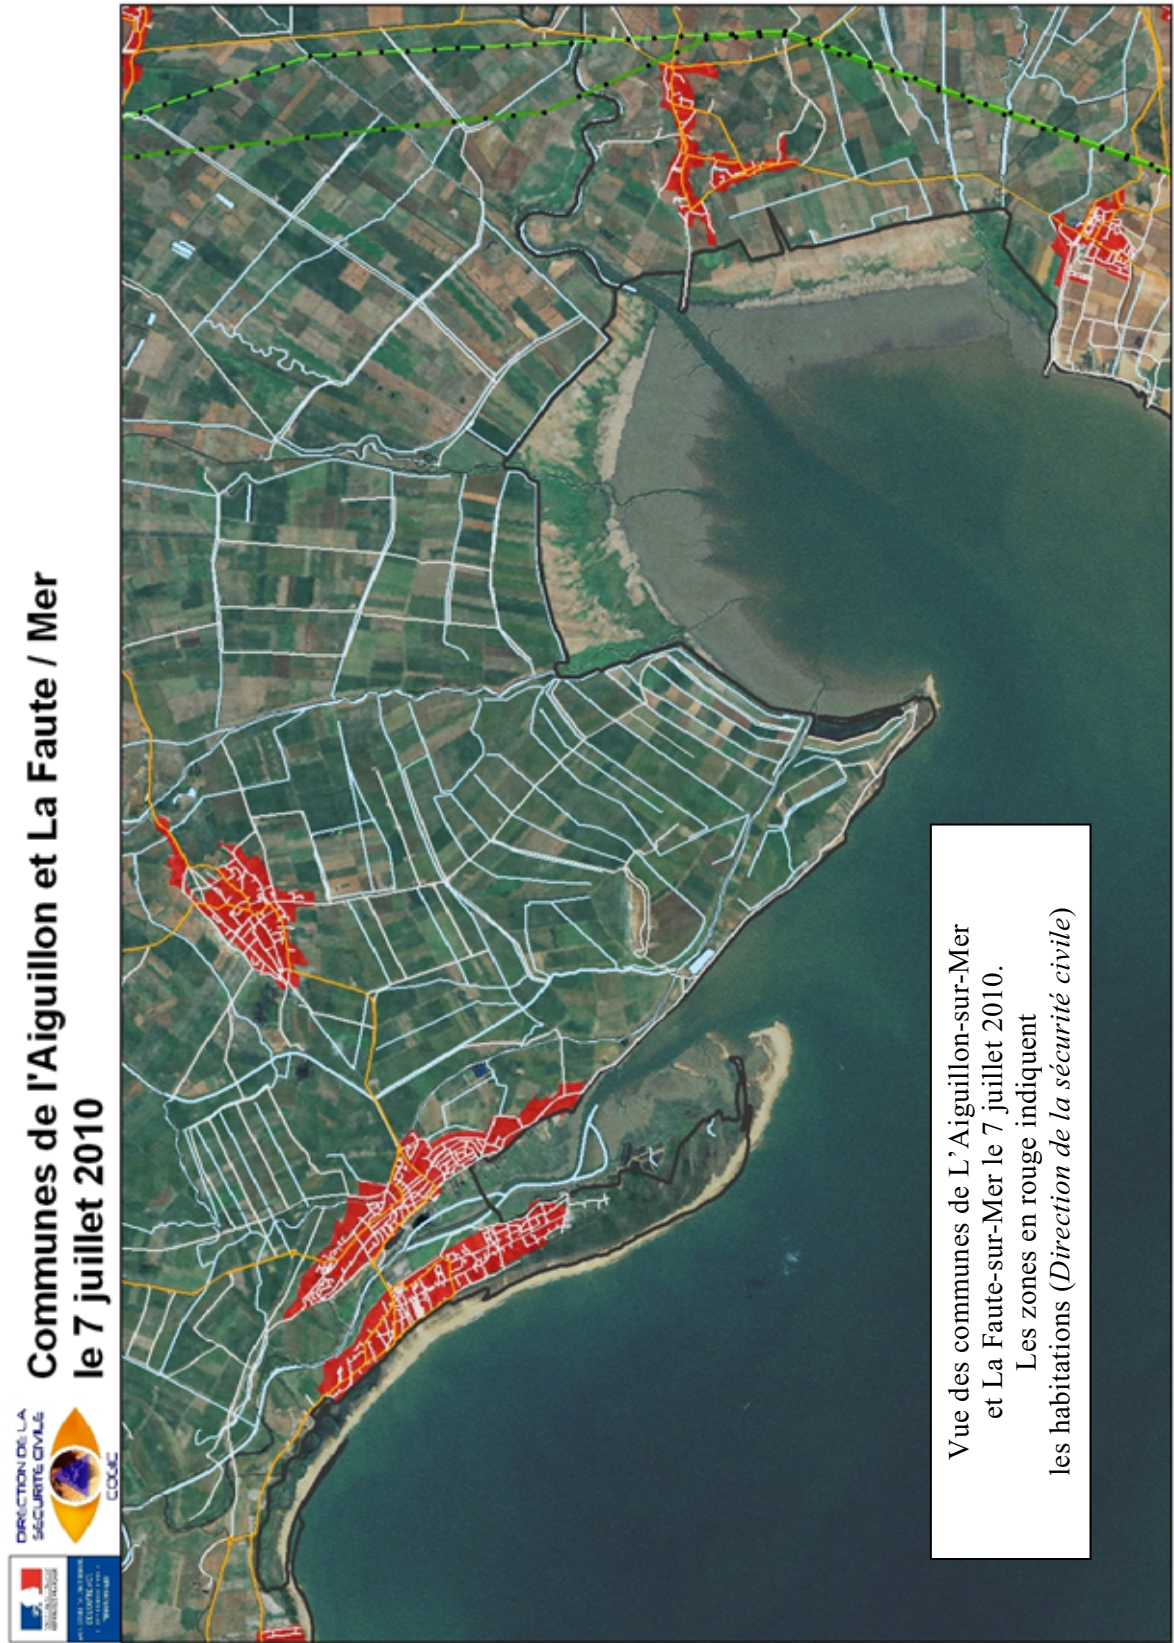 DIRECTION DE LA
SÉCURITÉ CIVILE
COGIC
Communes de l'Aiguillon et La Faute / Mer
le 7 juillet 2010
Vue des communes de L'Aiguillon-sur-Mer
et La Faute-sur-Mer le 7 juillet 2010.
Les zones en rouge indiquent
les habitations (Direction de la sécurité civile)